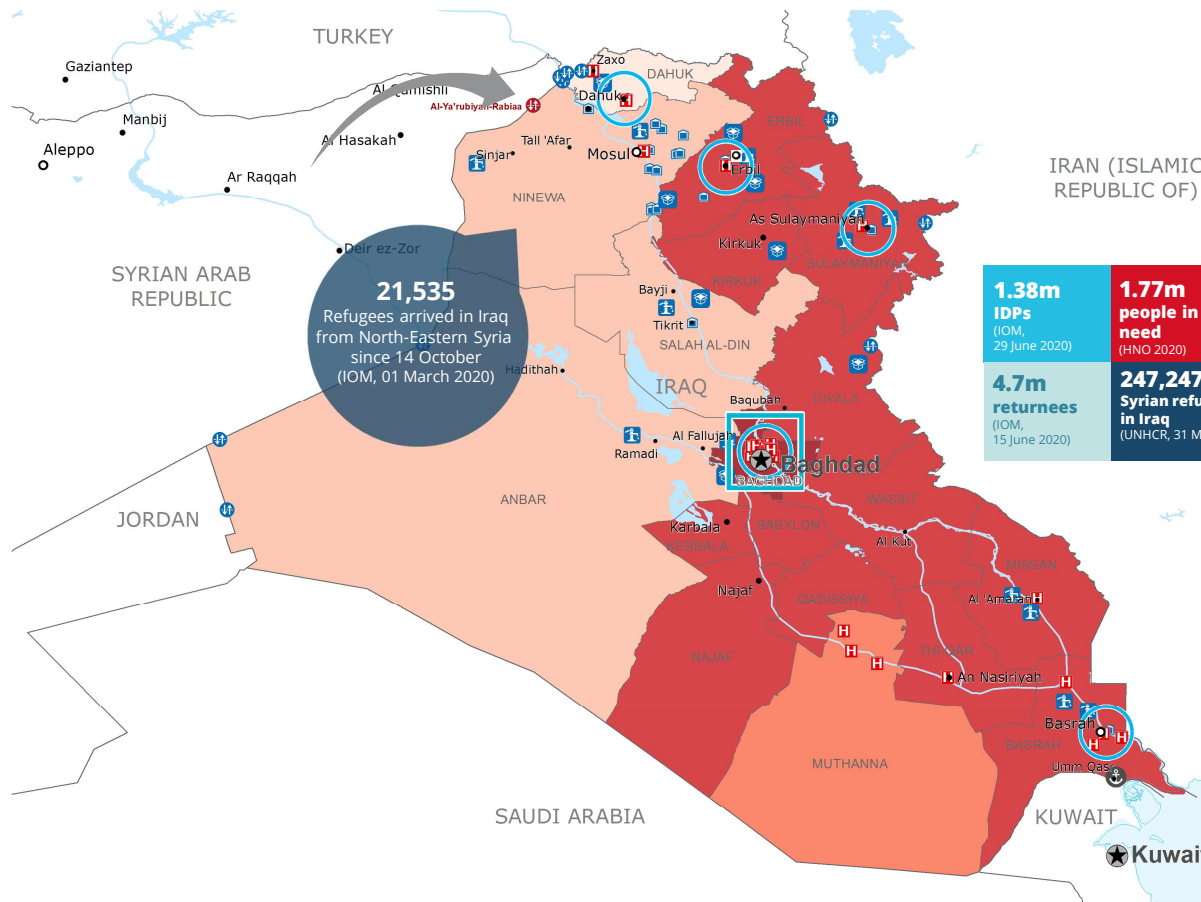 TURKEY
Gaziantep
Zaxo
DAHUK
Al Qamishli
Dahuk
Al-Ya'rubiyah-Rabiaa
Manbij
ERBIL
Aleppo
Al Hasakah
Tall 'Afar
Sinjar
Mosul
Erbil
IRAN (ISLAMIC
REPUBLIC OF)
Ar Raqqah
NINEWA
As Sulaymaniyah
Kirkuk
Deir ez-Zor
SULAYMANIYAH
SYRIAN ARAB
REPUBLIC
KIRKUK
21,535
Refugees arrived in Iraq
from North-Eastern Syria
since 14 October
(IOM, 01 March 2020)
Bayji
Tikrit
SALAH AL-DIN
1.38m
IDPs
(IOM,
29 June 2020)
1.77m
people in
need
(HNO 2020)
4.7m
returnees
(IOM,
15 June 2020)
247,247
Syrian refu
in Iraq
(UNHCR, 31 M
Hadithah
IRAQ
Baqubah
DIYALA
Al Fallujah
Ramadi
Baghdad
BAGHDAD
ANBAR
WASSIT
JORDAN
Karbala
BABYLON
KERBALA
Al Kut
MISSAN
Najaf
QADISSIYA
Al 'Amarah
NAJAF
THI-QAR
An Nasiriyah
Basrah
BASRAH
MUTHANNA
Umm Qasr
SAUDI ARABIA
KUWAIT
Kuwait
H
H
H
H
H
H
H
H
H
H
H
H
H
H